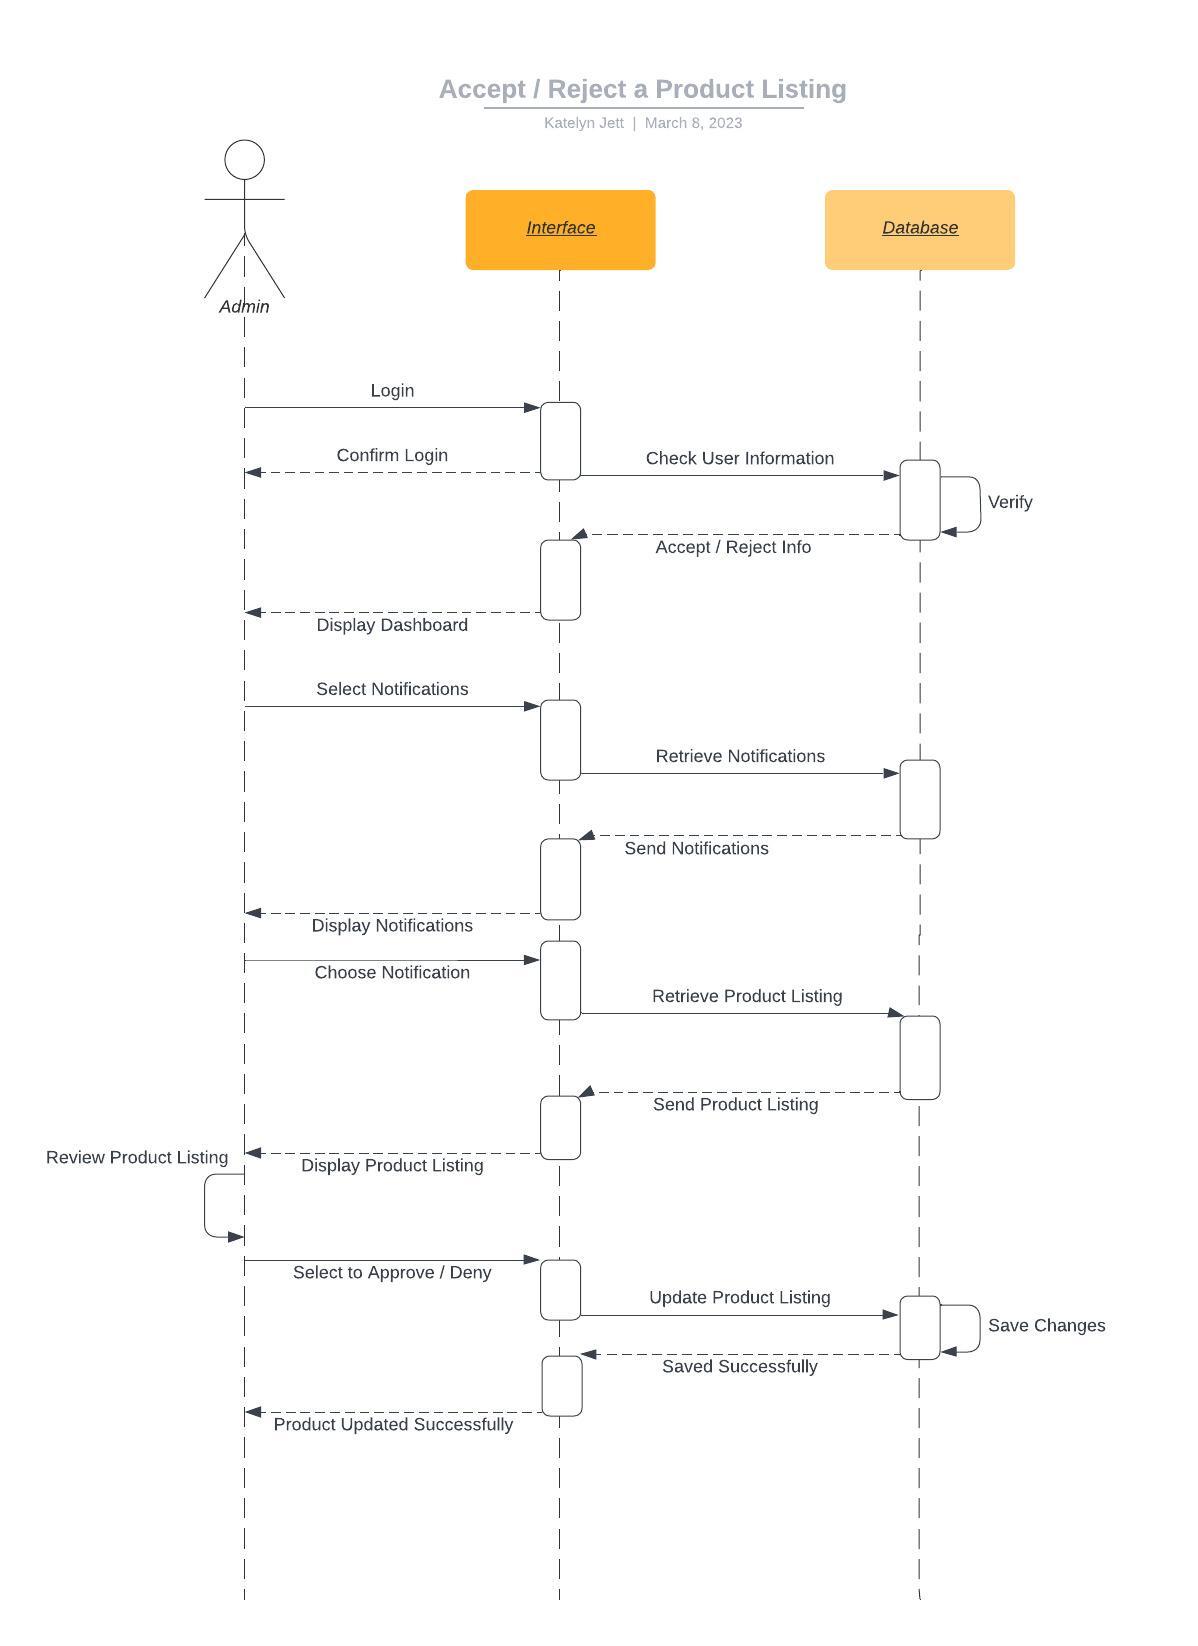 Accept / Reject a Product Listing
Katelyn Jett | March 8, 2023
Interface
Database
Admin
Login
Confirm Login
Check User Information
Verify
Accept / Reject Info
Display Dashboard
Select Notifications
Retrieve Notifications
Send Notifications
Display Notifications
Choose Notification
Retrieve Product Listing
Send Product Listing
Review Product Listing
Display Product Listing
Select to Approve / Deny
Update Product Listing
Save Changes
Saved Successfully
Product Updated Successfully